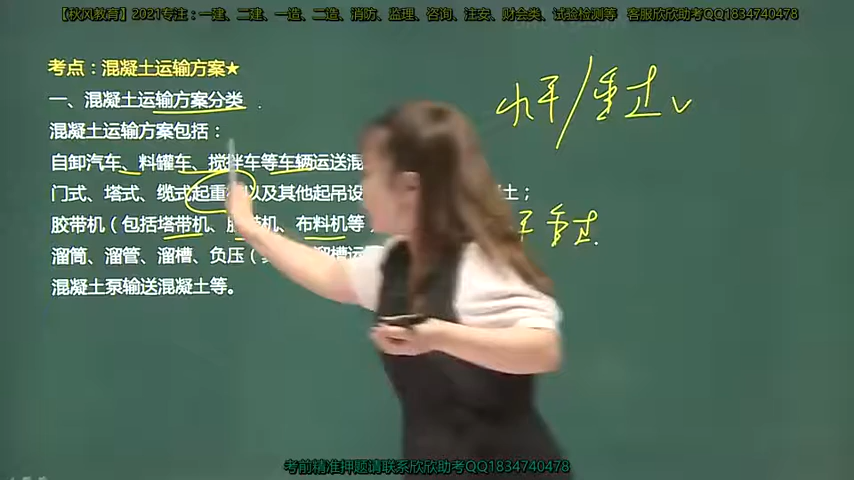 【秋风教育】2021专注：一建、二建、一造、二造、消防、监理、咨询、注安、财会类、试验检测等 客服欣欣助考QQ1834740478
考点：混凝土运输方案★
一、混凝土运输方案分类
混凝土运输方案包括：
自卸汽车、料罐车、搅拌车等车辆运送混
门式、塔式、缆式起重 以及其他起吊设 土；
胶带机（包括塔带机、 带机、布料机等
溜筒、溜管、溜槽、负压（ 溜槽运
混凝土泵输送混凝土等。
水平/垂过
平 垂过
考前精准押题请联系欣欣助考QQ1834740478